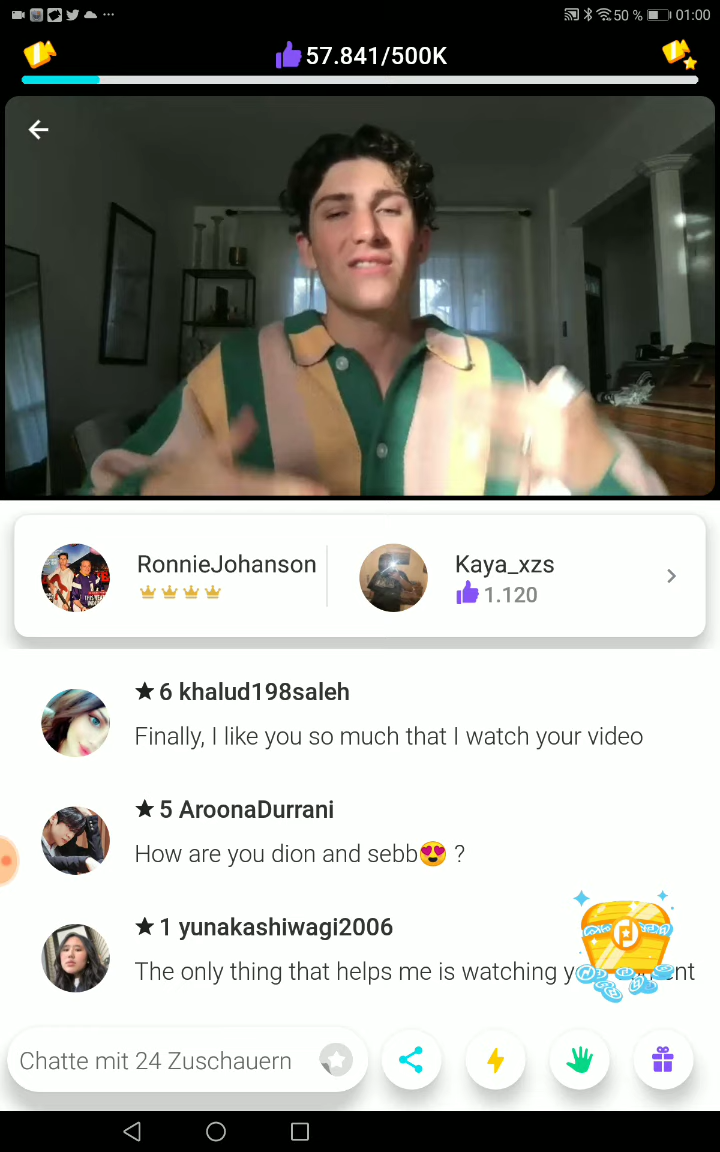 50 % 01:00
57.841/500K
RonnieJohanson
Kaya_xzs
1.120
★ 6 khalud198saleh
Finally, I like you so much that I watch your video
★ 5 AroonaDurrani
How are you dion and sebb😍 ?
★ 1 yunakashiwagi2006
The only thing that helps me is watching
Chatte mit 24 Zuschauern